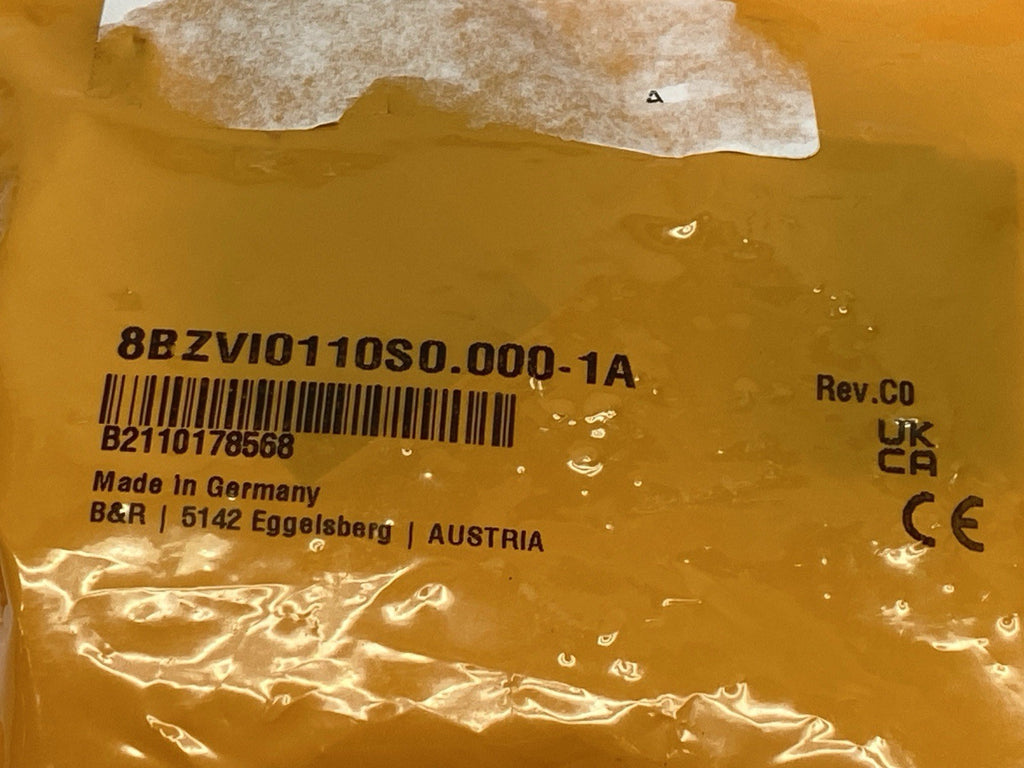 8BZVI0110S0.000-1A
Rev.C0
B2110178568
UK
CA
Made in Germany
B&R | 5142 Eggelsberg | AUSTRIA
CE